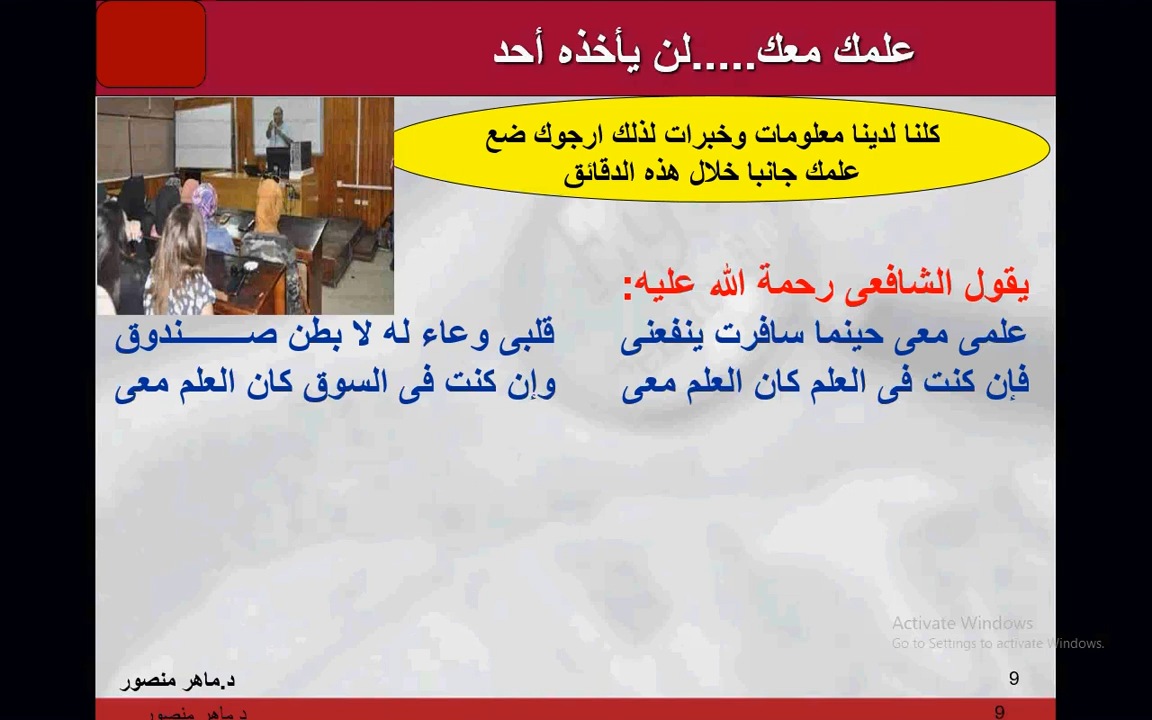 علمك معك.....لن يأخذه أحد
كلنا لدينا معلومات وخبرات لذلك ارجوك ضع
علمك جانبا خلال هذه الدقائق
يقول الشافعى رحمة الله عليه:
علمى معى حينما سافرت ينفعنى قلبى وعاء له لا بطن صـــــــندوق
فإن كنت فى العلم كان العلم معى وإن كنت فى السوق كان العلم معى
Activate Windows
Go to Settings to activate Windows.
د.ماهر منصور 9
د.ماهر منصور 9